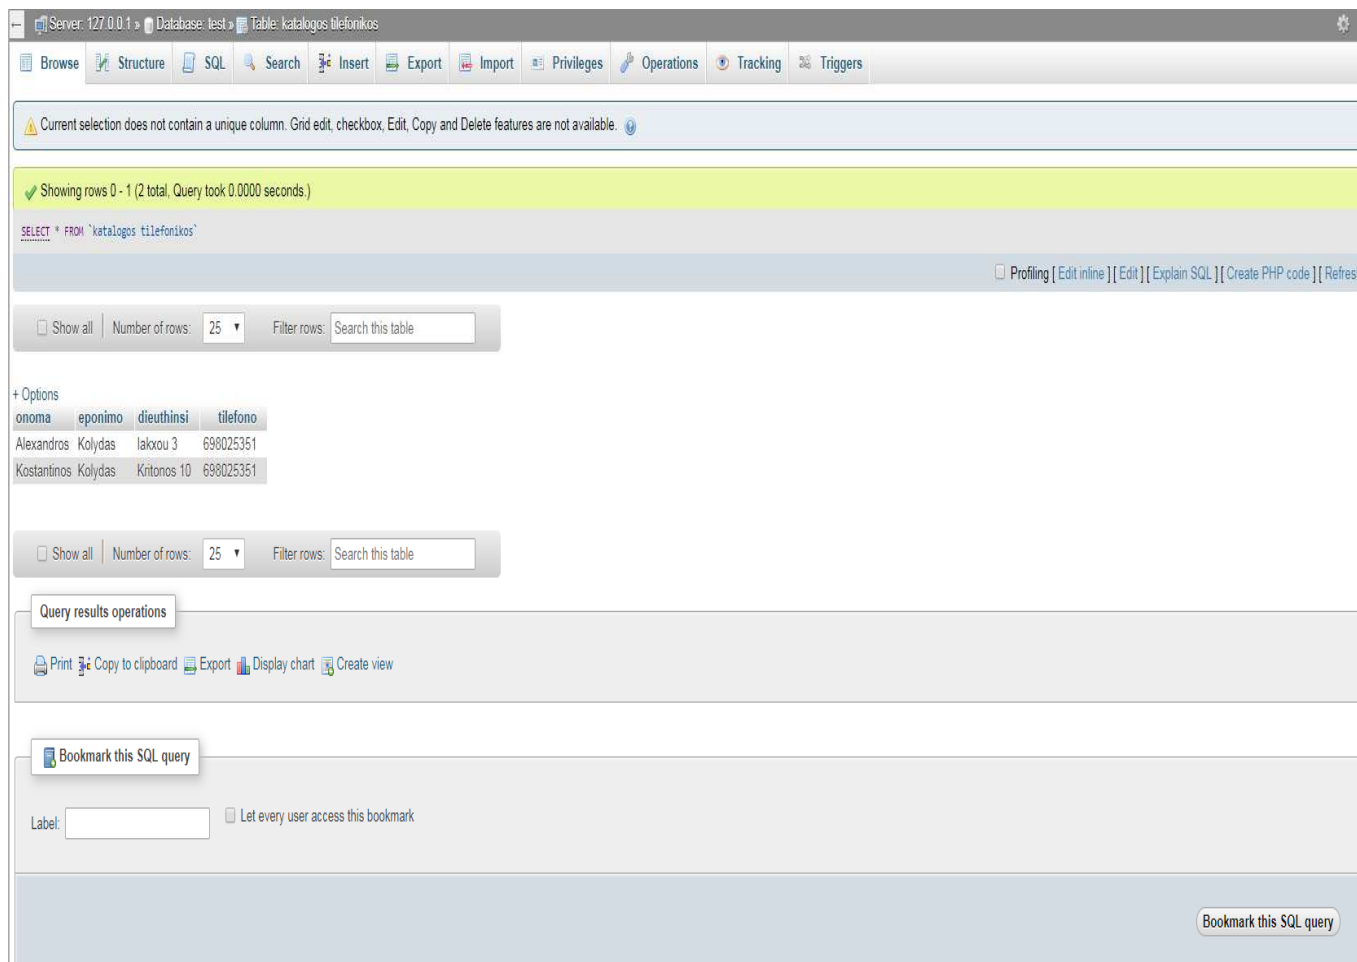 ← Server: 127.0.0.1 » Database: test » Table: katalogos tilefonikos
Browse Structure SQL Search Insert Export Import Privileges Operations Tracking Triggers
Current selection does not contain a unique column. Grid edit, checkbox, Edit, Copy and Delete features are not available.
Showing rows 0 - 1 (2 total, Query took 0.0000 seconds.)
SELECT * FROM `katalogos tilefonikos`
Profiling [ Edit inline ] [ Edit ] [ Explain SQL ] [ Create PHP code ] [ Refres
Show all Number of rows: 25 Filter rows: Search this table
+ Options
onoma eponimo dieuthinsi tilefono
Alexandros Kolydas Iakxou 3 698025351
Kostantinos Kolydas Kritonos 10 698025351
Show all Number of rows: 25 Filter rows: Search this table
Query results operations
Print Copy to clipboard Export Display chart Create view
Bookmark this SQL query
Label: Let every user access this bookmark
Bookmark this SQL query